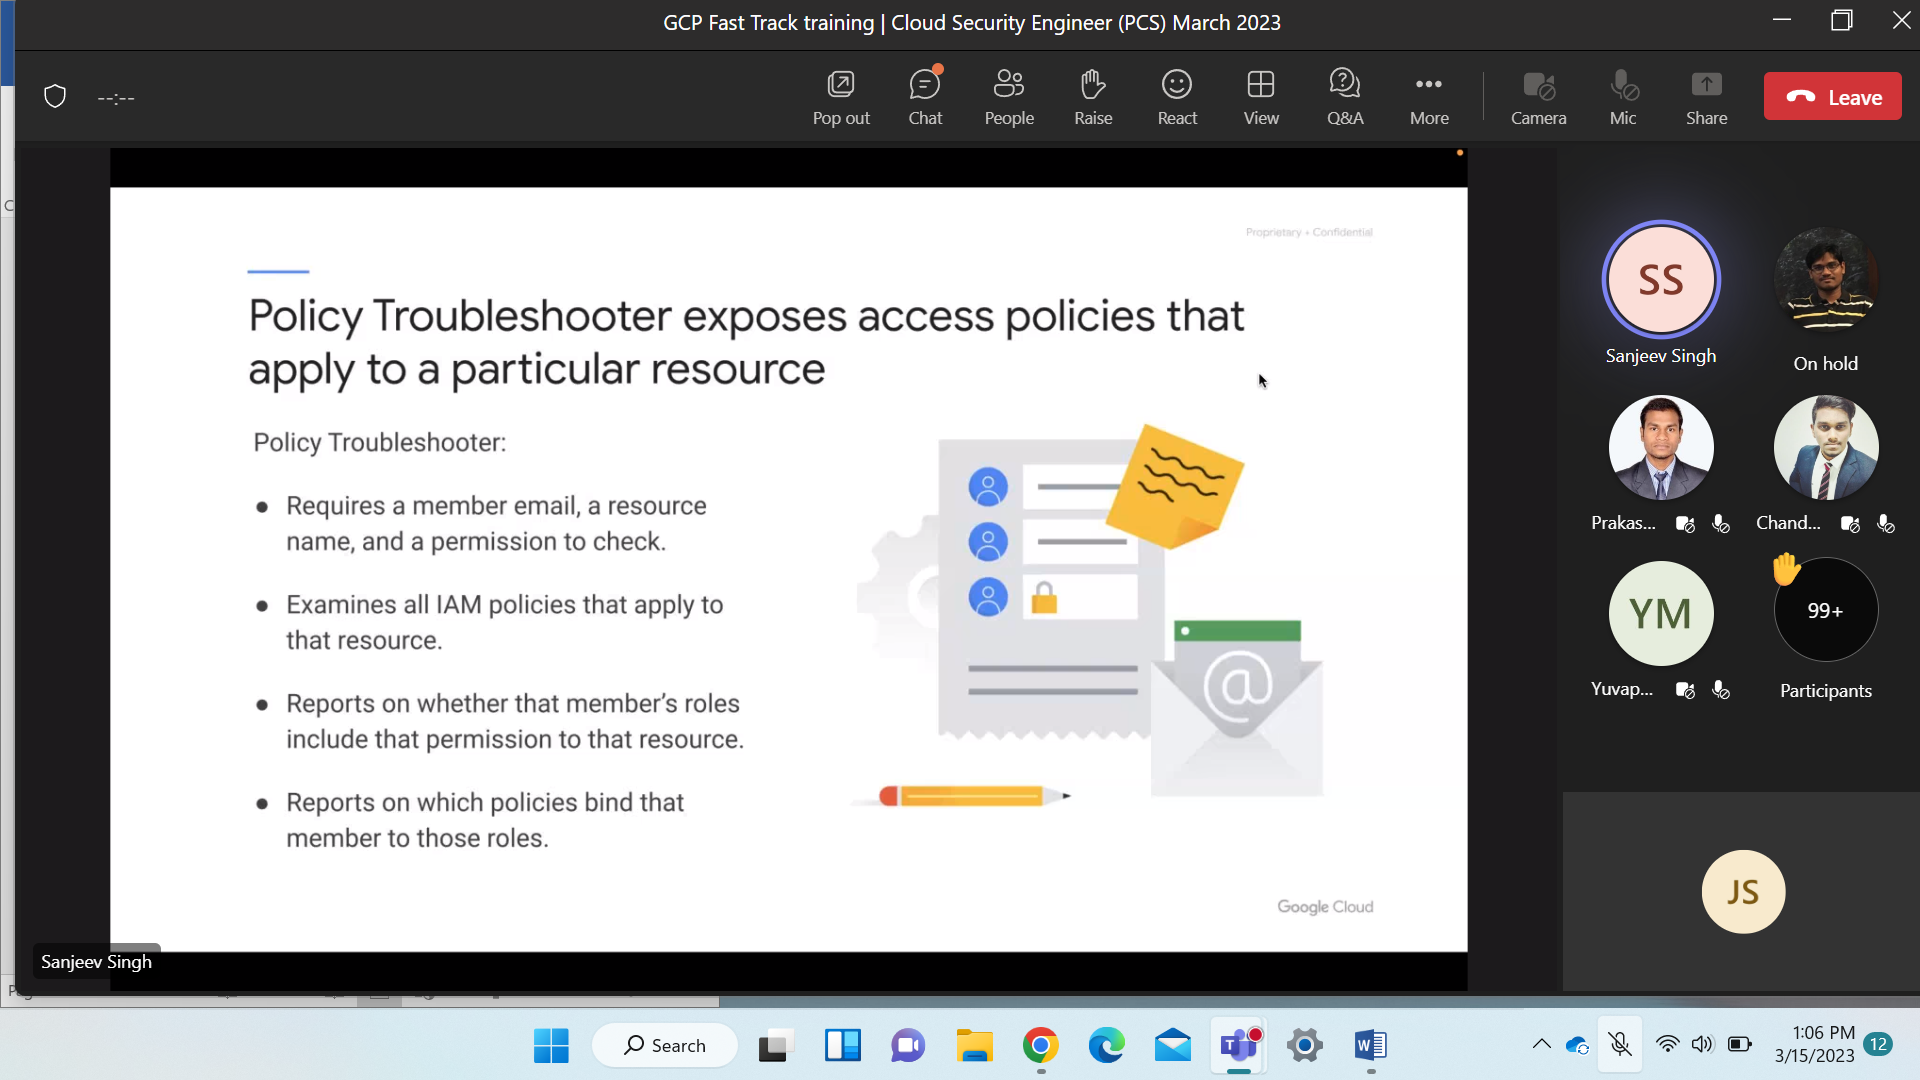 GCP Fast Track training | Cloud Security Engineer (PCS) March 2023
--:--
Pop out
Chat
People
Raise
React
View
Q&A
More
Camera
Mic
Share
Leave
Proprietary + Confidential
Policy Troubleshooter exposes access policies that
apply to a particular resource
Policy Troubleshooter:
● Requires a member email, a resource
name, and a permission to check.
● Examines all IAM policies that apply to
that resource.
● Reports on whether that member’s roles
include that permission to that resource.
● Reports on which policies bind that
member to those roles.
@
Google Cloud
Sanjeev Singh
SS
Sanjeev Singh
On hold
Prakas...
Chand...
YM
Yuvap...
99+
Participants
JS
Search
1:06 PM
3/15/2023
12